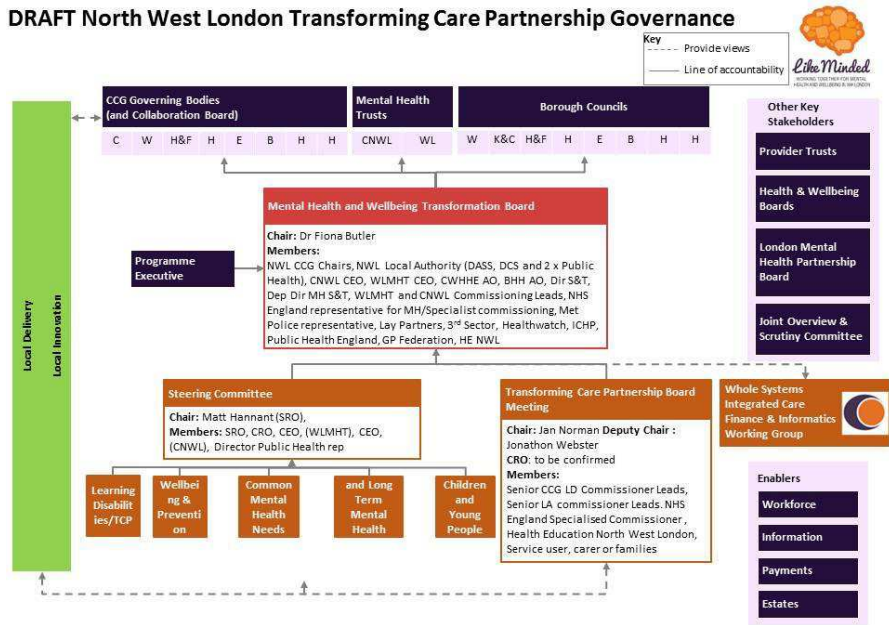 DRAFT North West London Transforming Care Partnership Governance
Key
Provide views
Line of accountability
Like Minded
WORKING TOGETHER FOR MENTAL
HEALTH AND WELLBEING IN NW LONDON
CCG Governing Bodies
(and Collaboration Board)
Mental Health
Trusts
Borough Councils
C W H&F H E B H H
CNWL WL
W K&C H&F H E B H H
Other Key
Stakeholders
Provider Trusts
Health & Wellbeing
Boards
London Mental
Health Partnership
Board
Joint Overview &
Scrutiny Committee
Local Delivery
Local Innovation
Programme
Executive
Mental Health and Wellbeing Transformation Board
Chair: Dr Fiona Butler
Members:
NWL CCG Chairs, NWL Local Authority (DASS, DCS and 2 x Public
Health), CNWL CEO, WLMHT CEO, CWHHE AO, BHH AO, Dir S&T,
Dep Dir MH S&T, WLMHT and CNWL Commissioning Leads, NHS
England representative for MH/Specialist commissioning, Met
Police representative, Lay Partners, 3rd Sector, Healthwatch, ICHP,
Public Health England, GP Federation, HE NWL
Steering Committee
Chair: Matt Hannant (SRO),
Members: SRO, CRO, CEO, (WLMHT), CEO,
(CNWL), Director Public Health rep
Transforming Care Partnership Board
Meeting
Chair: Jan Norman Deputy Chair :
Jonathon Webster
CRO: to be confirmed
Members:
Senior CCG LD Commissioner Leads,
Senior LA commissioner Leads. NHS
England Specialised Commissioner ,
Health Education North West London,
Service user, carer or families
Whole Systems
Integrated Care
Finance & Informatics
Working Group
Learning
Disabilit
ies/TCP
Wellbei
ng &
Preventi
on
Common
Mental
Health
Needs
and Long
Term
Mental
Health
Children
and
Young
People
Enablers
Workforce
Information
Payments
Estates